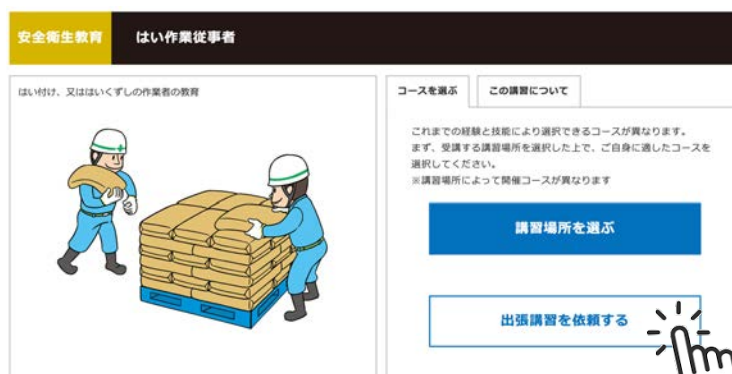 安全衛生教育
はい作業従事者
はい付け、又ははいくずしの作業者の教育
コースを選ぶ
この講習について
これまでの経験と技能により選択できるコースが異なります。
まず、受講する講習場所を選択した上で、ご自身に適したコースを
選択してください。
※講習場所によって開催コースが異なります
講習場所を選ぶ
出張講習を依頼する